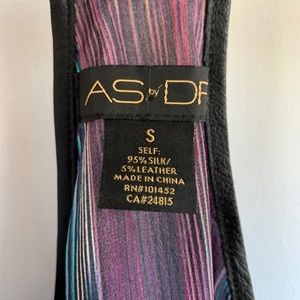 AS by DF
S
SELF:
95% SILK/
5% LEATHER
MADE IN CHINA
RN#101452
CA#24815